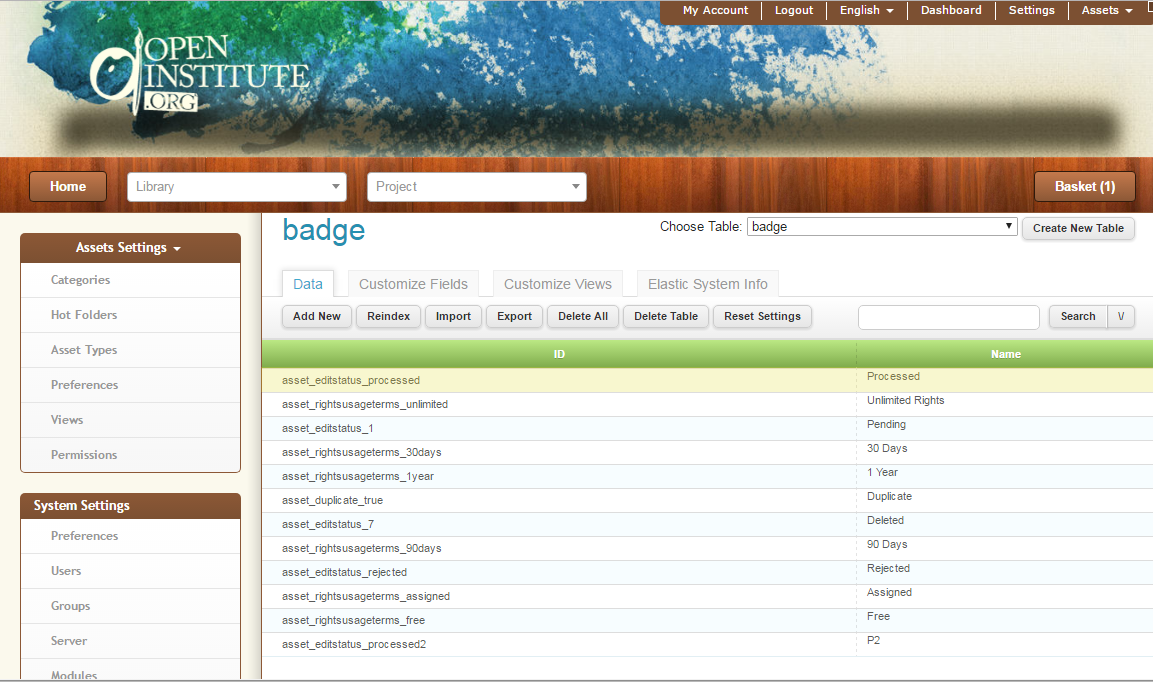 My Account Logout English Dashboard Settings Assets
OPEN
INSTITUTE
.ORG
Home Library Project Basket (1)
badge
Choose Table: badge Create New Table
Assets Settings
Categories
Hot Folders
Asset Types
Preferences
Views
Permissions
System Settings
Preferences
Users
Groups
Server
Modules
Data Customize Fields Customize Views Elastic System Info
Add New Reindex Import Export Delete All Delete Table Reset Settings Search \/
ID Name
asset_editstatus_processed Processed
asset_rightsusageterms_unlimited Unlimited Rights
asset_editstatus_1 Pending
asset_rightsusageterms_30days 30 Days
asset_rightsusageterms_1year 1 Year
asset_duplicate_true Duplicate
asset_editstatus_7 Deleted
asset_rightsusageterms_90days 90 Days
asset_editstatus_rejected Rejected
asset_rightsusageterms_assigned Assigned
asset_rightsusageterms_free Free
asset_editstatus_processed2 P2